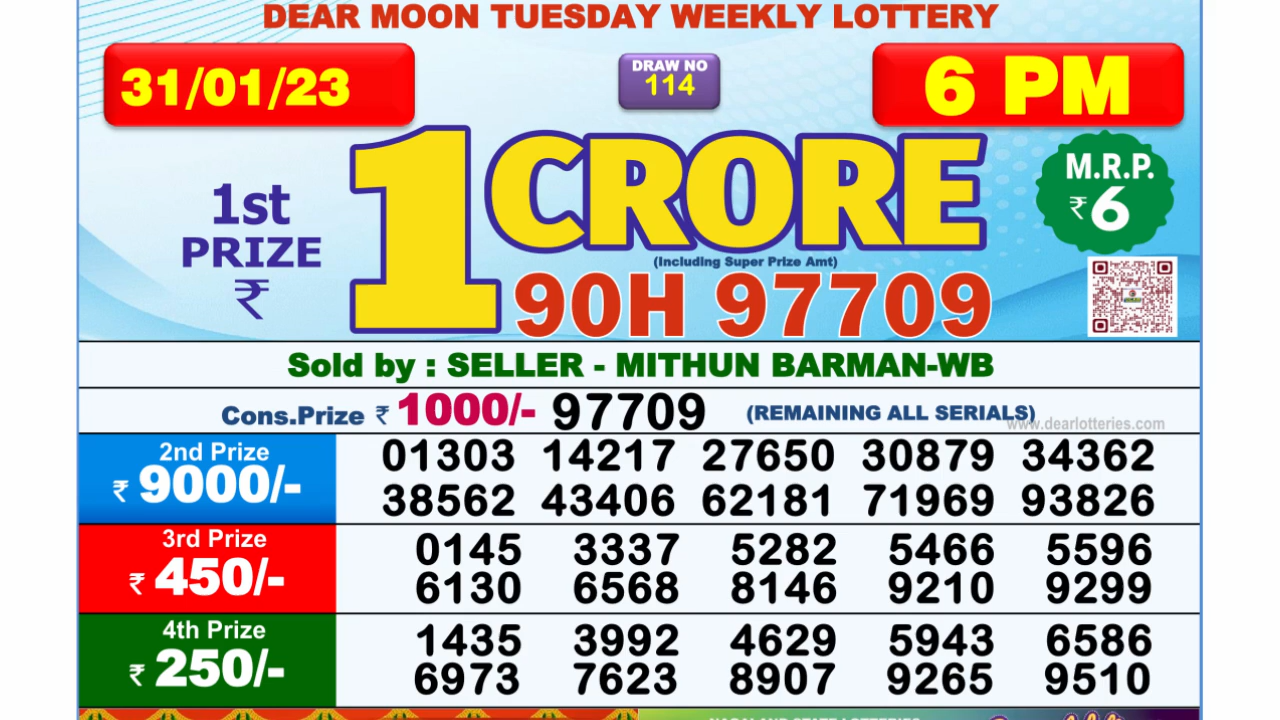 DEAR MOON TUESDAY WEEKLY LOTTERY
31/01/23
DRAW NO
114
6 PM
1st
PRIZE
₹
1 CRORE
(Including Super Prize Amt)
90H 97709
M.R.P.
₹6
Sold by : SELLER - MITHUN BARMAN-WB
Cons.Prize ₹ 1000/- 97709 (REMAINING ALL SERIALS)
www.dearlotteries.com
2nd Prize
₹ 9000/-
01303 14217 27650 30879 34362
38562 43406 62181 71969 93826
3rd Prize
₹ 450/-
0145 3337 5282 5466 5596
6130 6568 8146 9210 9299
4th Prize
₹ 250/-
1435 3992 4629 5943 6586
6973 7623 8907 9265 9510
NAGALAND STATE LOTTERIES